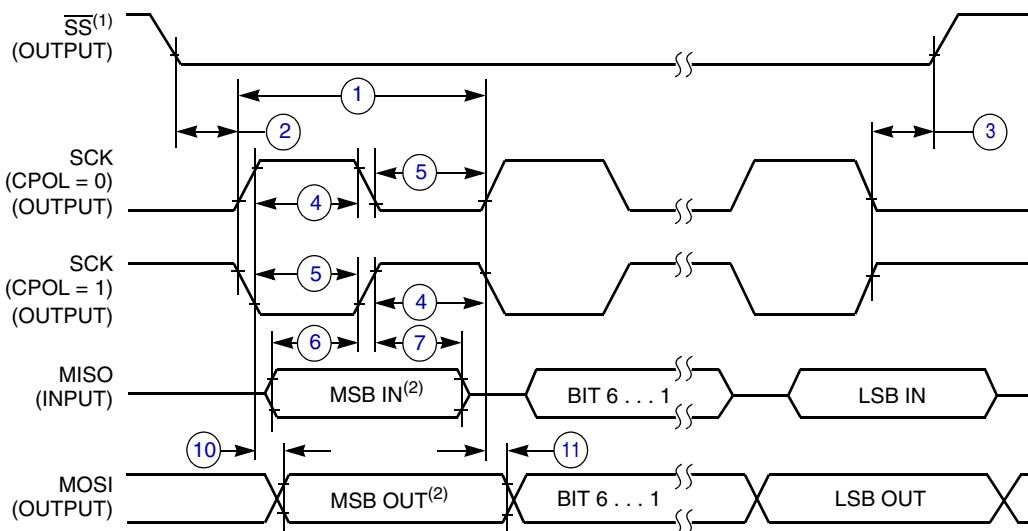 SS(1)
(OUTPUT)
1
2
3
SCK
(CPOL = 0)
(OUTPUT)
5
4
SCK
(CPOL = 1)
(OUTPUT)
5
4
6
7
MISO
(INPUT)
MSB IN(2)
BIT 6 . . . 1
LSB IN
10
11
MOSI
(OUTPUT)
MSB OUT(2)
BIT 6 . . . 1
LSB OUT